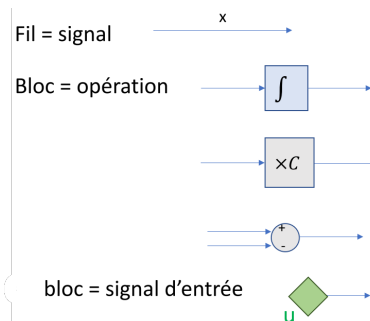 x
Fil = signal
Bloc = opération
∫
×C
+
-
bloc = signal d'entrée
u